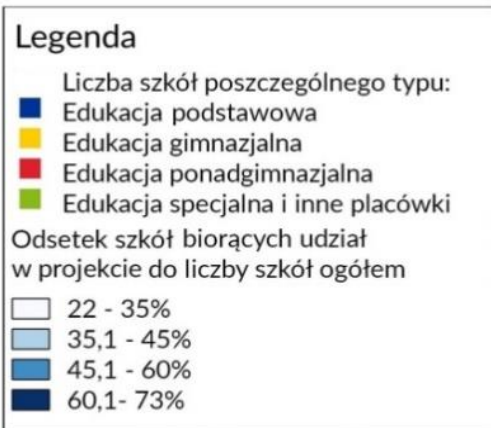 Legenda
Liczba szkół poszczególnego typu:
Edukacja podstawowa
Edukacja gimnazjalna
Edukacja ponadgimnazjalna
Edukacja specjalna i inne placówki
Odsetek szkół biorących udział
w projekcie do liczby szkół ogółem
22 - 35%
35,1 - 45%
45,1 - 60%
60,1- 73%